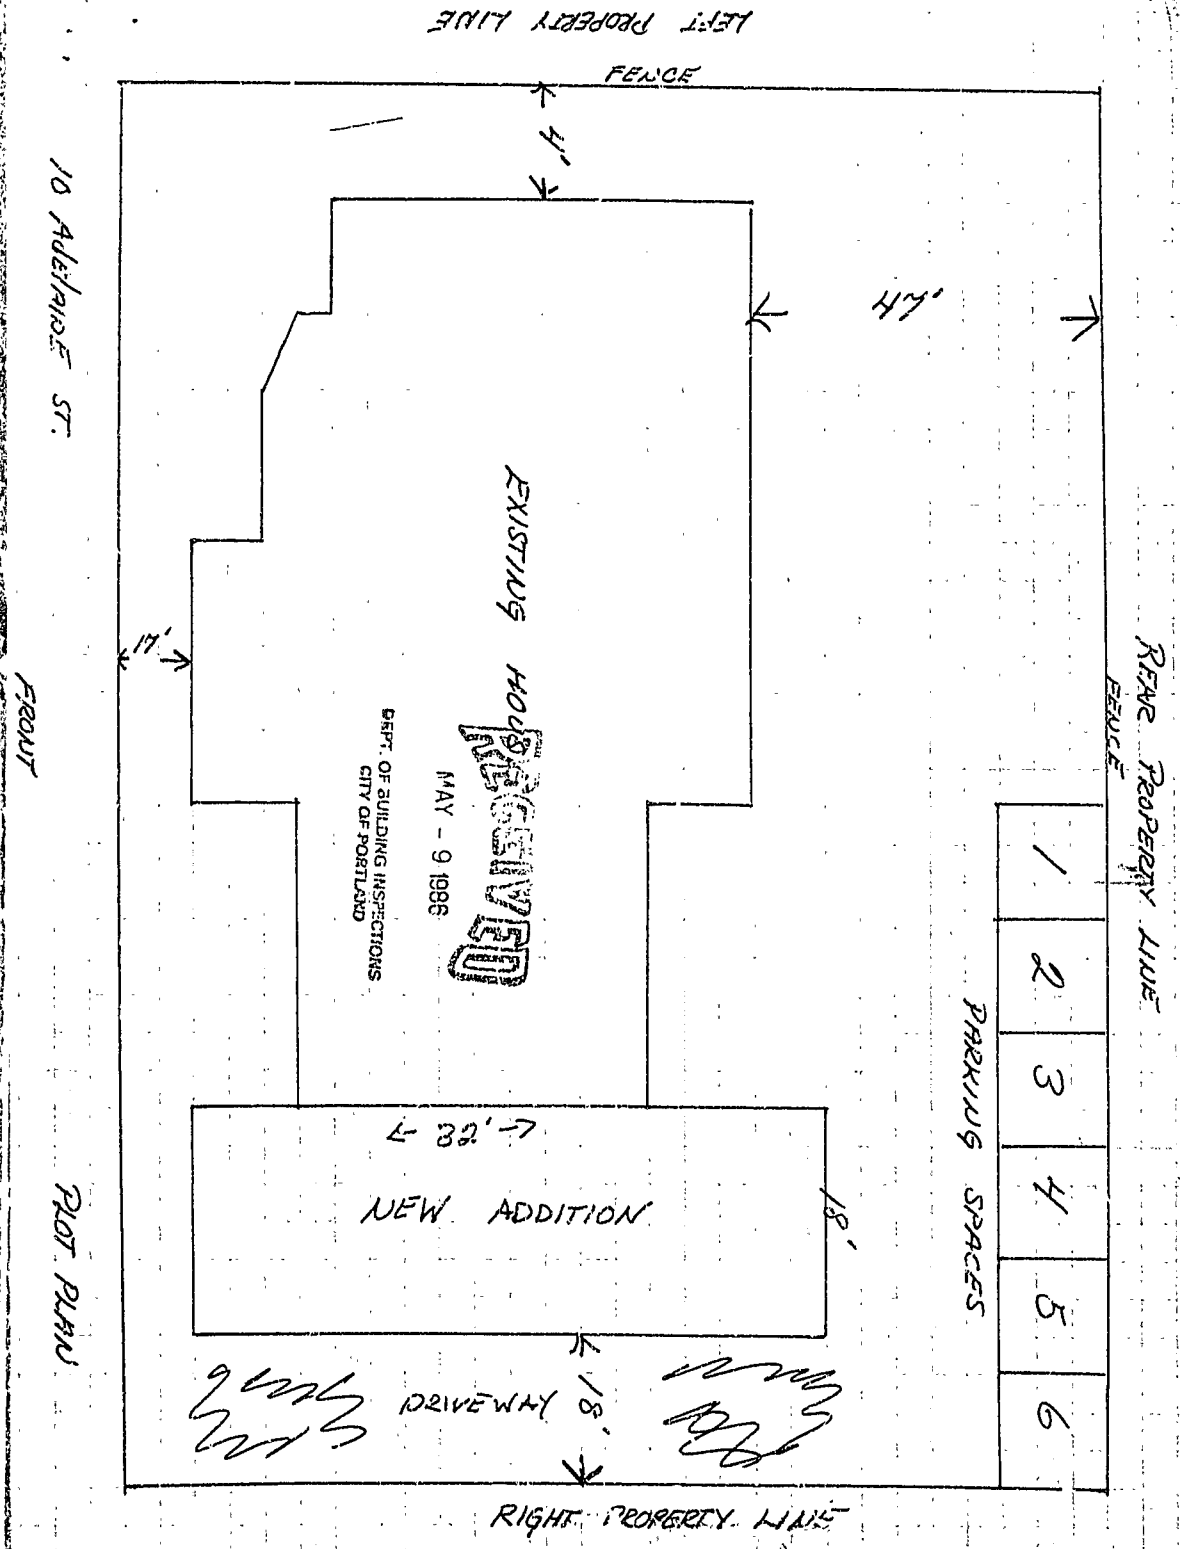 LEFT PROPERTY LINE
FENCE
4'
10 Adelaide ST.
44'
EXISTING HOUSE
REAR PROPERTY LINE
FENCE
17'
FRONT
RECEIVED
MAY - 9 1986
DEPT. OF BUILDING INSPECTIONS
CITY OF PORTLAND
1
2
3
4
5
6
PARKING SPACES
32'
NEW ADDITION
18'
PLOT PLAN
DRIVEWAY
18'
RIGHT PROPERTY LINE